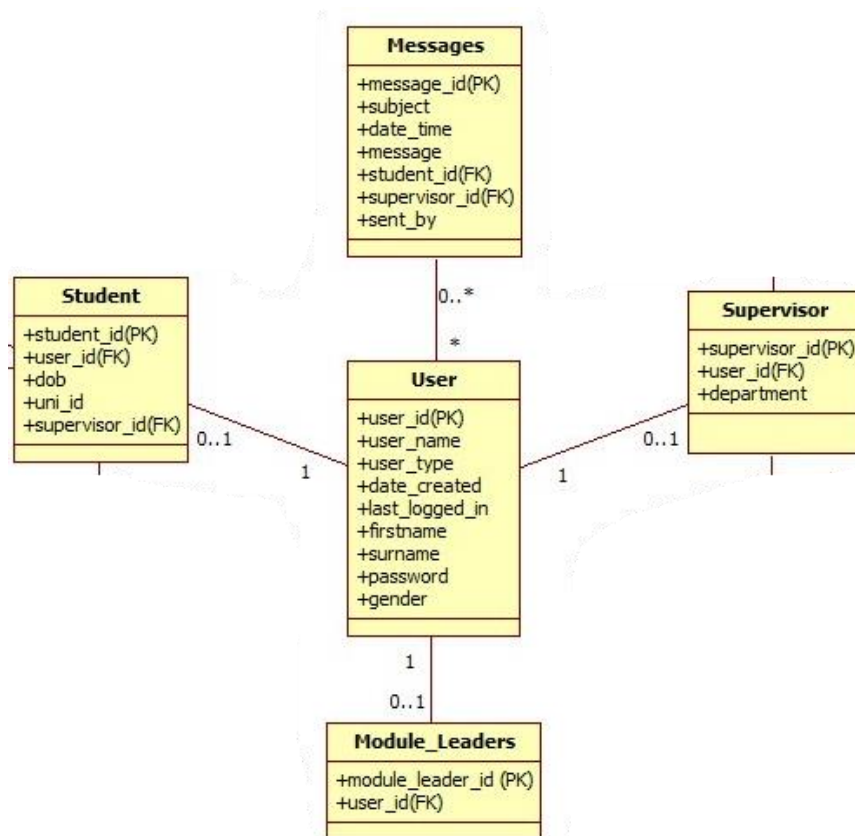 Messages
+message_id(PK)
+subject
+date_time
+message
+student_id(FK)
+supervisor_id(FK)
+sent_by
0..*
*
Student
+student_id(PK)
+user_id(FK)
+dob
+uni_id
+supervisor_id(FK)
0..1
1
User
+user_id(PK)
+user_name
+user_type
+date_created
+last_logged_in
+firstname
+surname
+password
+gender
Supervisor
+supervisor_id(PK)
+user_id(FK)
+department
0..1
1
1
0..1
Module_Leaders
+module_leader_id (PK)
+user_id(FK)